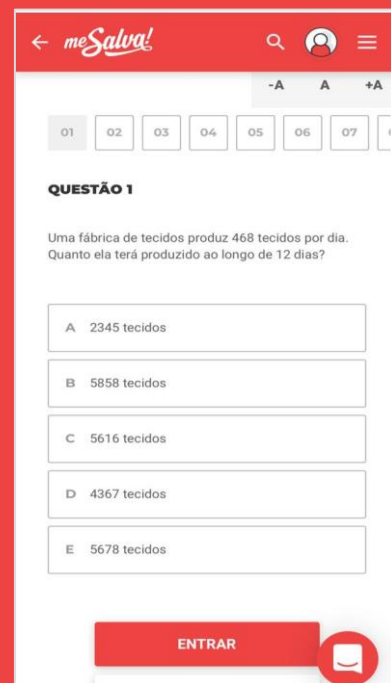 meSalva!
-A A +A
01 02 03 04 05 06 07
QUESTÃO 1
Uma fábrica de tecidos produz 468 tecidos por dia.
Quanto ela terá produzido ao longo de 12 dias?
A 2345 tecidos
B 5858 tecidos
C 5616 tecidos
D 4367 tecidos
E 5678 tecidos
ENTRAR